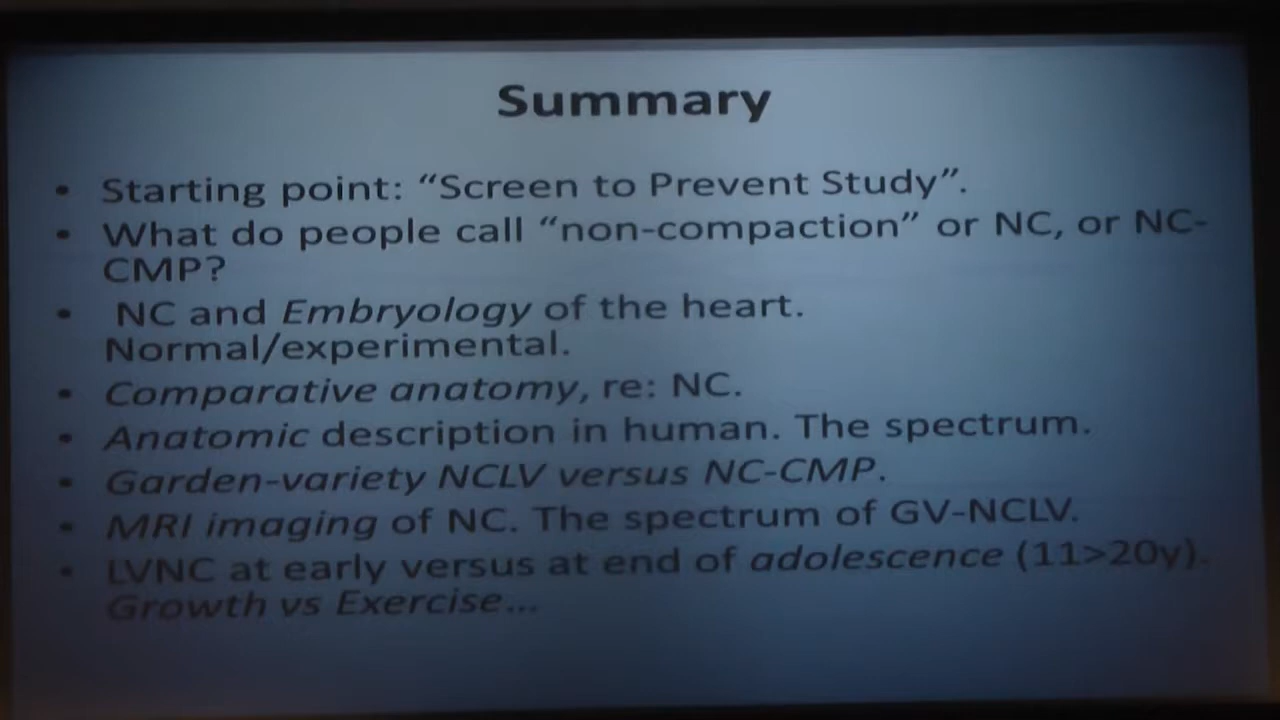 Summary
• Starting point: “Screen to Prevent Study”.
• What do people call “non-compaction” or NC, or NC-
CMP?
• NC and Embryology of the heart.
Normal/experimental.
• Comparative anatomy, re: NC.
• Anatomic description in human. The spectrum.
• Garden-variety NCLV versus NC-CMP.
• MRI imaging of NC. The spectrum of GV-NCLV.
• LVNC at early versus at end of adolescence (11>20y).
Growth vs Exercise...